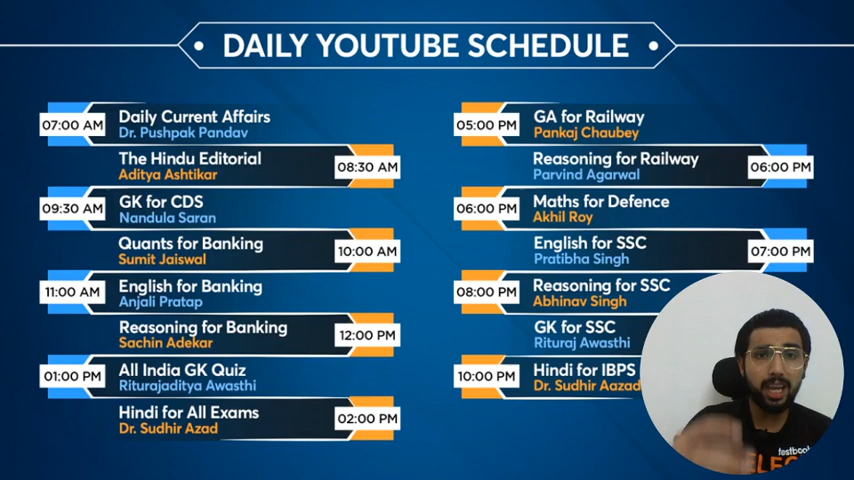 DAILY YOUTUBE SCHEDULE
07:00 AM
Daily Current Affairs
Dr. Pushpak Pandav
The Hindu Editorial
Aditya Ashtikar
08:30 AM
09:30 AM
GK for CDS
Nandula Saran
Quants for Banking
Sumit Jaiswal
10:00 AM
11:00 AM
English for Banking
Anjali Pratap
Reasoning for Banking
Sachin Adekar
12:00 PM
01:00 PM
All India GK Quiz
Riturajaditya Awasthi
Hindi for All Exams
Dr. Sudhir Azad
02:00 PM
05:00 PM
GA for Railway
Pankaj Chaubey
Reasoning for Railway
Parvind Agarwal
06:00 PM
06:00 PM
Maths for Defence
Akhil Roy
English for SSC
Pratibha Singh
07:00 PM
08:00 PM
Reasoning for SSC
Abhinav Singh
GK for SSC
Rituraj Awasthi
10:00 PM
Hindi for IBPS
Dr. Sudhir Aazad
testbook